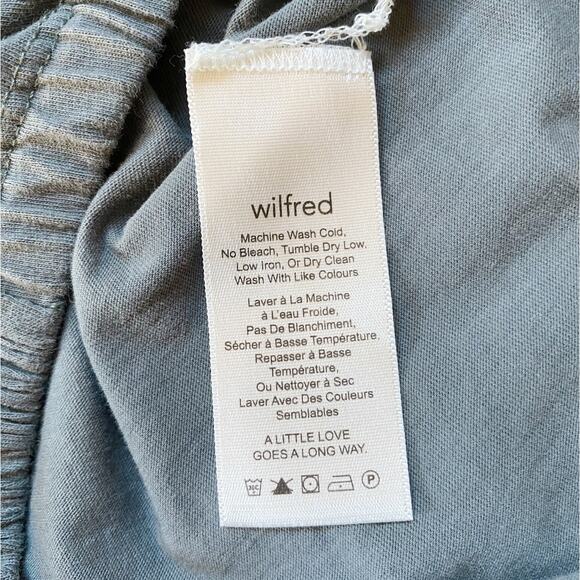 wilfred
Machine Wash Cold,
No Bleach, Tumble Dry Low.
Low Iron, Or Dry Clean
Wash With Like Colours
Laver à La Machine
à L'eau Froide,
Pas De Blanchiment,
Sécher à Basse Température.
Repasser à Basse
Température,
Ou Nettoyer à Sec
Laver Avec Des Couleurs
Semblables
A LITTLE LOVE
GOES A LONG WAY.
30C P